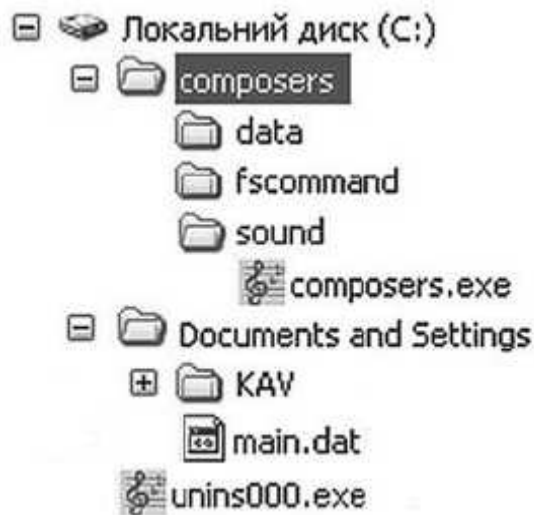 Локальний диск (C:)
composers
data
fscommand
sound
composers.exe
Documents and Settings
KAV
main.dat
unins000.exe